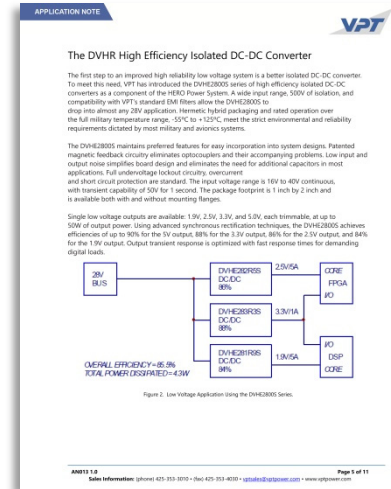 APPLICATION NOTE
VPT
The DVHR High Efficiency Isolated DC-DC Converter
The first step to an improved high reliability low voltage system is a better isolated DC-DC converter.
To meet this need, VPT has introduced the DVHE2800S series of high efficiency isolated DC-DC
converters as a component of the HERO Power System. A wide input range, 500V of isolation, and
compatibility with VPT's standard EMI filters allow the DVHE2800S to
drop into almost any 28V application. Hermetic hybrid packaging and rated operation over
the full military temperature range, -55°C to +125°C, meet the strict environmental and reliability
requirements dictated by most military and avionics systems.
The DVHE2800S maintains preferred features for easy incorporation into system designs. Patented
magnetic feedback circuitry eliminates optocouplers and their accompanying problems. Low input and
output noise simplifies board design and eliminates the need for additional capacitors in most
applications. Full undervoltage lockout circuitry, overcurrent
and short circuit protection are standard. The input voltage range is 16V to 40V continuous,
with transient capability of 50V for 1 second. The package footprint is 1 inch by 2 inch and
is available both with and without mounting flanges.
Single low voltage outputs are available: 1.9V, 2.5V, 3.3V, and 5.0V, each trimmable, at up to
50W of output power. Using advanced synchronous rectification techniques, the DVHE2800S achieves
efficiencies of up to 90% for the 5V output, 88% for the 3.3V output, 86% for the 2.5V output, and 84%
for the 1.9V output. Output transient response is optimized with fast response times for demanding
digital loads.
28V
BUS
DVHE282R5S
DC/DC
86%
2.5V/5A
CORE
FPGA
I/O
DVHE283R3S
DC/DC
88%
3.3V/1A
DVHE281R9S
DC/DC
84%
1.9V/5A
I/O
DSP
CORE
OVERALL EFFICIENCY = 85.5%
TOTAL POWER DISSIPATED = 4.3W
Figure 2. Low Voltage Application Using the DVHE2800S Series.
AN013 1.0
Page 5 of 11
Sales Information: (phone) 425-353-3010 • (fax) 425-353-4030 • vptsales@vptpower.com • www.vptpower.com